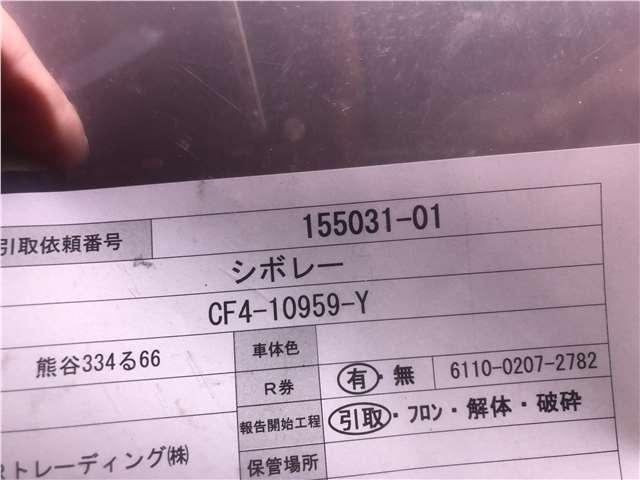 引取依頼番号 155031-01
シボレー
CF4-10959-Y
熊谷334る66 車体色
R券 有・無 6110-0207-2782
報告開始工程 引取・フロン・解体・破砕
トレーディング㈱ 保管場所